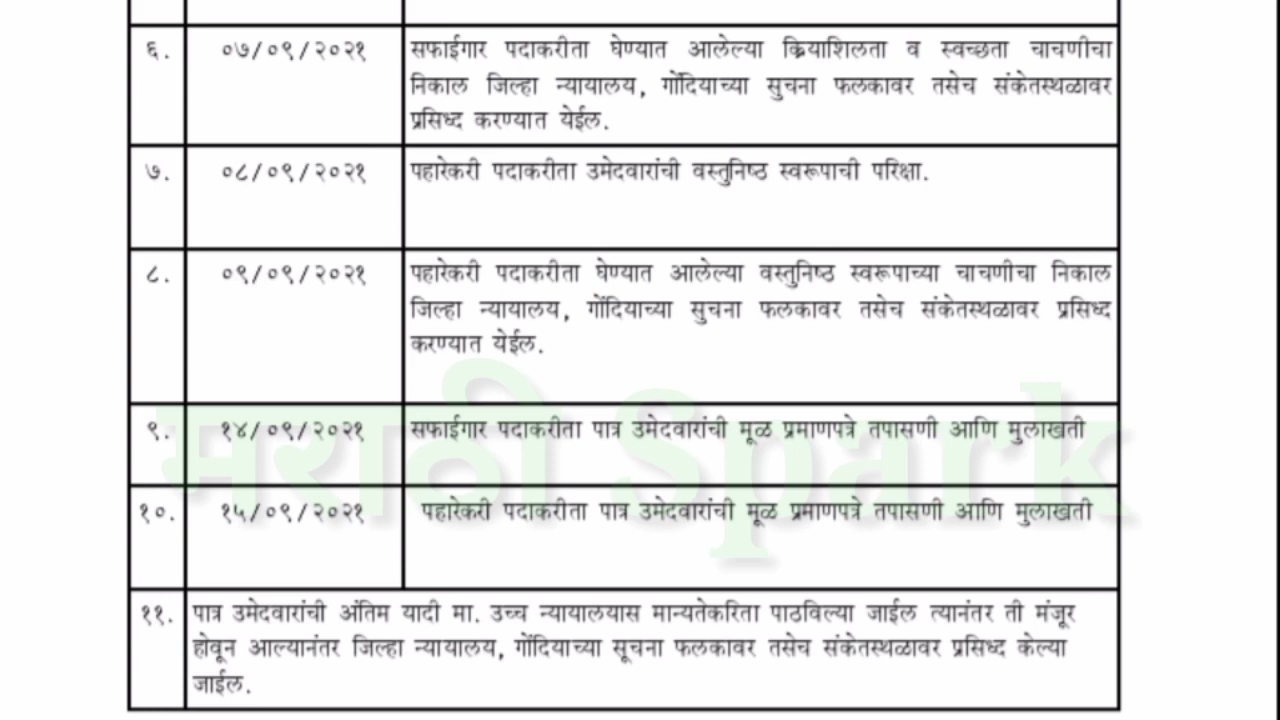 ६. ०७/०९/२०२१ सफाईगार पदाकरीता घेण्यात आलेल्या क्रियाशिलता व स्वच्छता चाचणीचा
निकाल जिल्हा न्यायालय, गोंदियाच्या सुचना फलकावर तसेच संकेतस्थळावर
प्रसिध्द करण्यात येईल.
७. ०८/०९/२०२१ पहारेकरी पदाकरीता उमेदवारांची वस्तुनिष्ठ स्वरूपाची परिक्षा.
८. ०९/०९/२०२१ पहारेकरी पदाकरीता घेण्यात आलेल्या वस्तुनिष्ठ स्वरूपाच्या चाचणीचा निकाल
जिल्हा न्यायालय, गोंदियाच्या सुचना फलकावर तसेच संकेतस्थळावर प्रसिध्द
करण्यात येईल.
९. १४/०९/२०२१ सफाईगार पदाकरीता पात्र उमेदवारांची मूळ प्रमाणपत्रे तपासणी आणि मुलाखती
मराठी Spark
१०. १५/०९/२०२१ पहारेकरी पदाकरीता पात्र उमेदवारांची मूळ प्रमाणपत्रे तपासणी आणि मुलाखती
११. पात्र उमेदवारांची अंतिम यादी मा. उच्च न्यायालयास मान्यतेकरिता पाठविल्या जाईल त्यानंतर ती मंजूर
होवून आल्यानंतर जिल्हा न्यायालय, गोंदियाच्या सूचना फलकावर तसेच संकेतस्थळावर प्रसिध्द केल्या
जाईल.